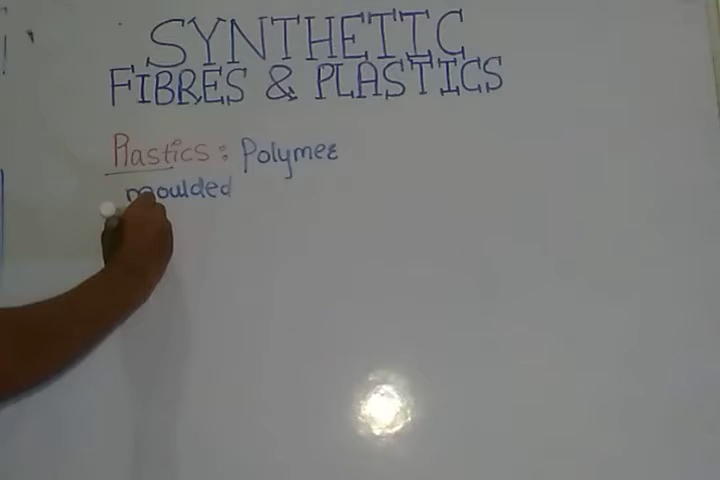 SYNTHETIC
FIBRES & PLASTICS
Plastics : Polymer
moulded